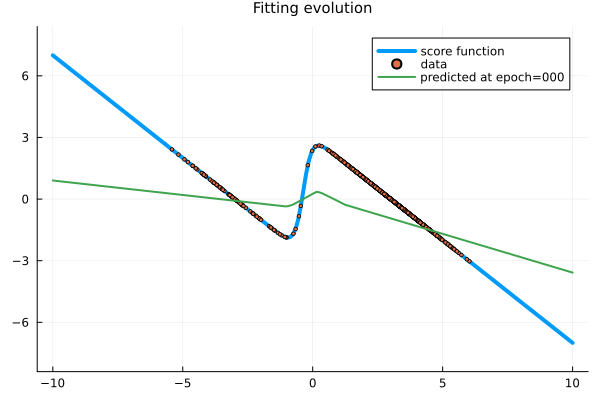 Fitting evolution
score function
data
predicted at epoch=000
6
3
0
−3
−6
−10
−5
0
5
10